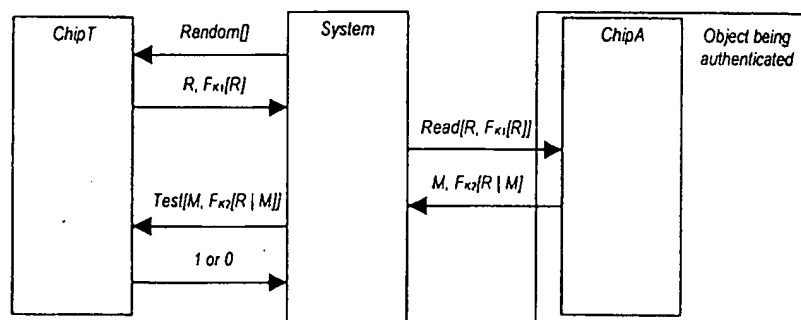 ChipT
System
ChipA
Object being
authenticated
Random[]
R, FK1[R]
Read[R, FK1[R]]
M, FK2[R | M]
Test[M, FK2[R | M]]
1 or 0